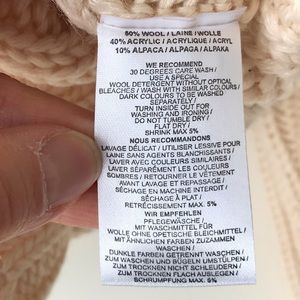 50% WOOL / LAINE / WOLLE
40% ACRYLIC / ACRYLIQUE / ACRYL
10% ALPACA / ALPAGA / ALPAKA
WE RECOMMEND
30 DEGREES CARE WASH /
USE A SPECIAL
WOOL DETERGENT WITHOUT OPTICAL
BLEACHES / WASH WITH SIMILAR COLOURS /
DARK COLOURS TO BE WASHED
SEPARATELY /
TURN INSIDE OUT FOR
WASHING AND IRONING /
DO NOT TUMBLE DRY /
FLAT DRY /
SHRINK MAX. 5%
NOUS RECOMMANDONS
LAVAGE DÉLICAT / UTILISER LESSIVE POUR
LAINE SANS AGENTS BLANCHISSANTS /
LAVER AVEC COULEURS SIMILAIRES /
LAVER SÉPARÉMENT LES COULEURS
SOMBRES / RETOURNER LE VÊTEMENT
AVANT LAVAGE ET REPASSAGE /
SÉCHAGE EN MACHINE INTERDIT /
SÉCHAGE À PLAT /
RETRÉCISSEMENT MAX. 5%
WIR EMPFEHLEN
PFLEGEWÄSCHE /
MIT WASCHMITTEL FÜR
WOLLE OHNE OPTISCHE BLEICHMITTEL /
MIT ÄHNLICHEN FARBEN ZUSAMMEN
WASCHEN /
DUNKLE FARBEN GETRENNT WASCHEN /
ZUM WASCHEN UND BÜGELN UMSTÜLPEN /
ZUM TROCKNEN NICHT SCHLEUDERN /
ZUM TROCKNEN FLACH AUSLEGEN /
SCHRUMPFUNG MAX. 5%